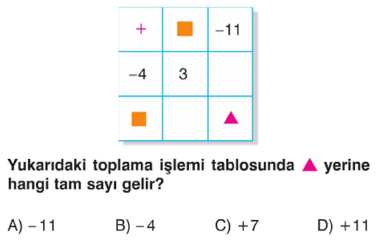 + ■ −11
−4 3
■ ▲
Yukarıdaki toplama işlemi tablosunda ▲ yerine
hangi tam sayı gelir?
A) −11 B) −4 C) +7 D) +11